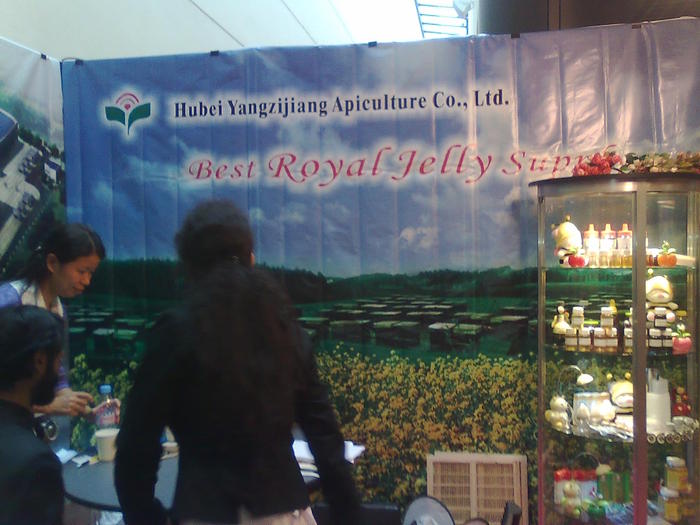 Hubei Yangzijiang Apiculture Co., Ltd.
Best Royal Jelly